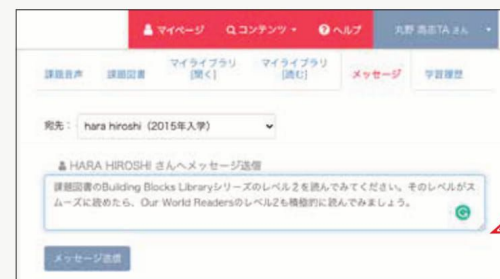 マイページ コンテンツ ヘルプ 丸野 高志TA さん
課題音声 課題図書 マイライブラリ [聞く] マイライブラリ [読む] メッセージ 学習履歴
宛先： hara hiroshi（2015年入学）
HARA HIROSHI さんへメッセージ送信
課題図書のBuilding Blocks Libraryシリーズのレベル２を読んでみてください。そのレベルがス
ムーズに読めたら、Our World Readersのレベル2も積極的に読んでみましょう。
メッセージ送信